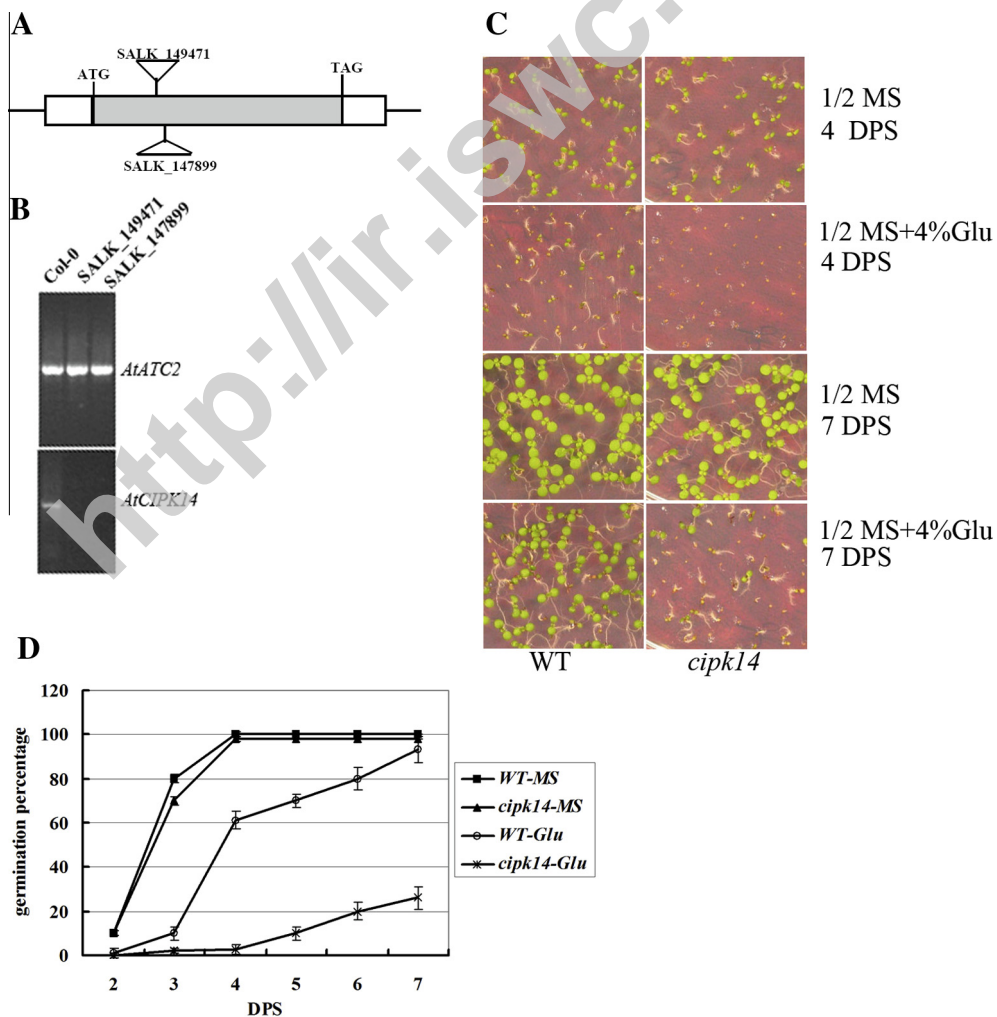 A
SALK_149471
ATG
TAG
SALK_147899
B
Col-0
SALK_149471
SALK_147899
AtATC2
AtCIPK14
C
1/2 MS
4 DPS
1/2 MS+4%Glu
4 DPS
1/2 MS
7 DPS
1/2 MS+4%Glu
7 DPS
WT
cipk14
D
120
100
80
60
40
20
0
germination percentage
2 3 4 5 6 7
DPS
WT-MS
cipk14-MS
WT-Glu
cipk14-Glu
http://ir.iswc.